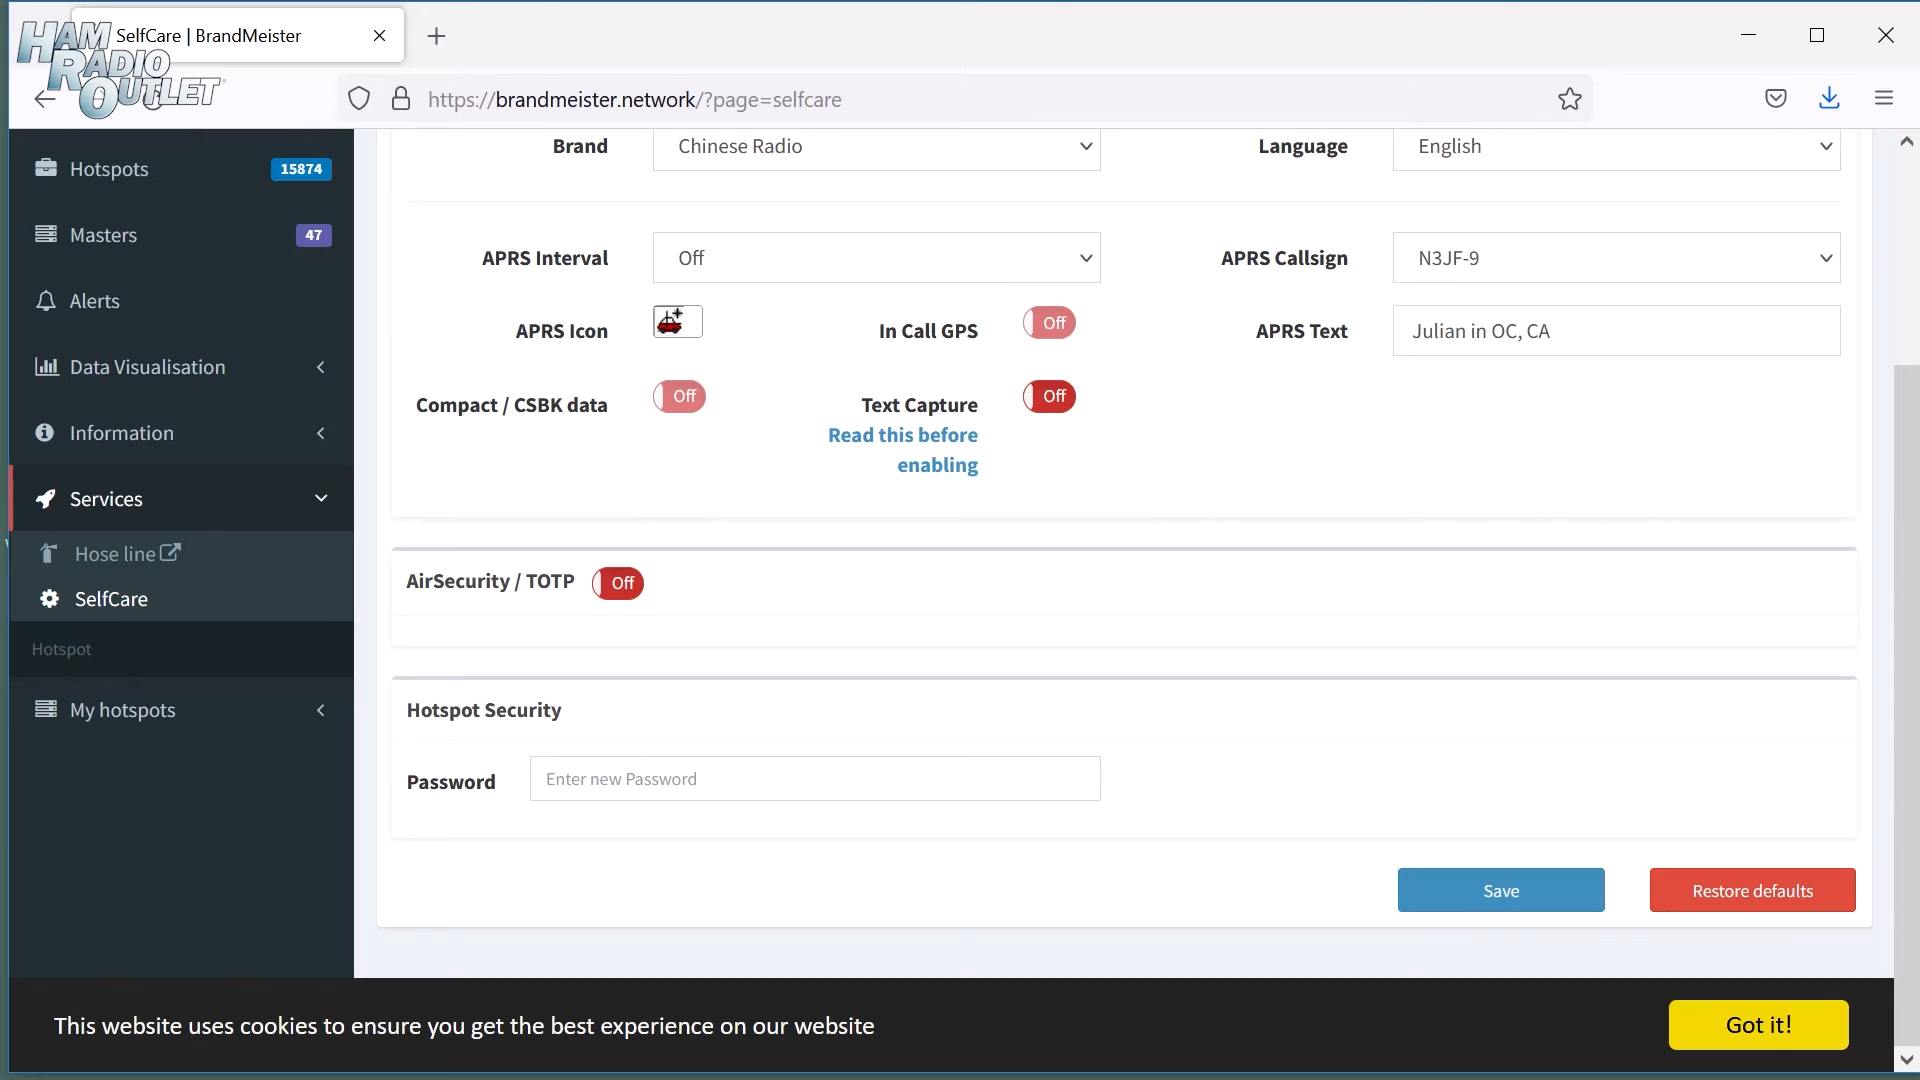 SelfCare | BrandMeister
HAM
RADIO
OUTLET
https://brandmeister.network/?page=selfcare
Hotspots 15874
Masters 47
Alerts
Data Visualisation
Information
Services
Hose line
SelfCare
Hotspot
My hotspots
Brand Chinese Radio Language English
APRS Interval Off APRS Callsign N3JF-9
APRS Icon In Call GPS Off APRS Text Julian in OC, CA
Compact / CSBK data Off Text Capture Off
Read this before
enabling
AirSecurity / TOTP Off
Hotspot Security
Password Enter new Password
Save Restore defaults
This website uses cookies to ensure you get the best experience on our website Got it!